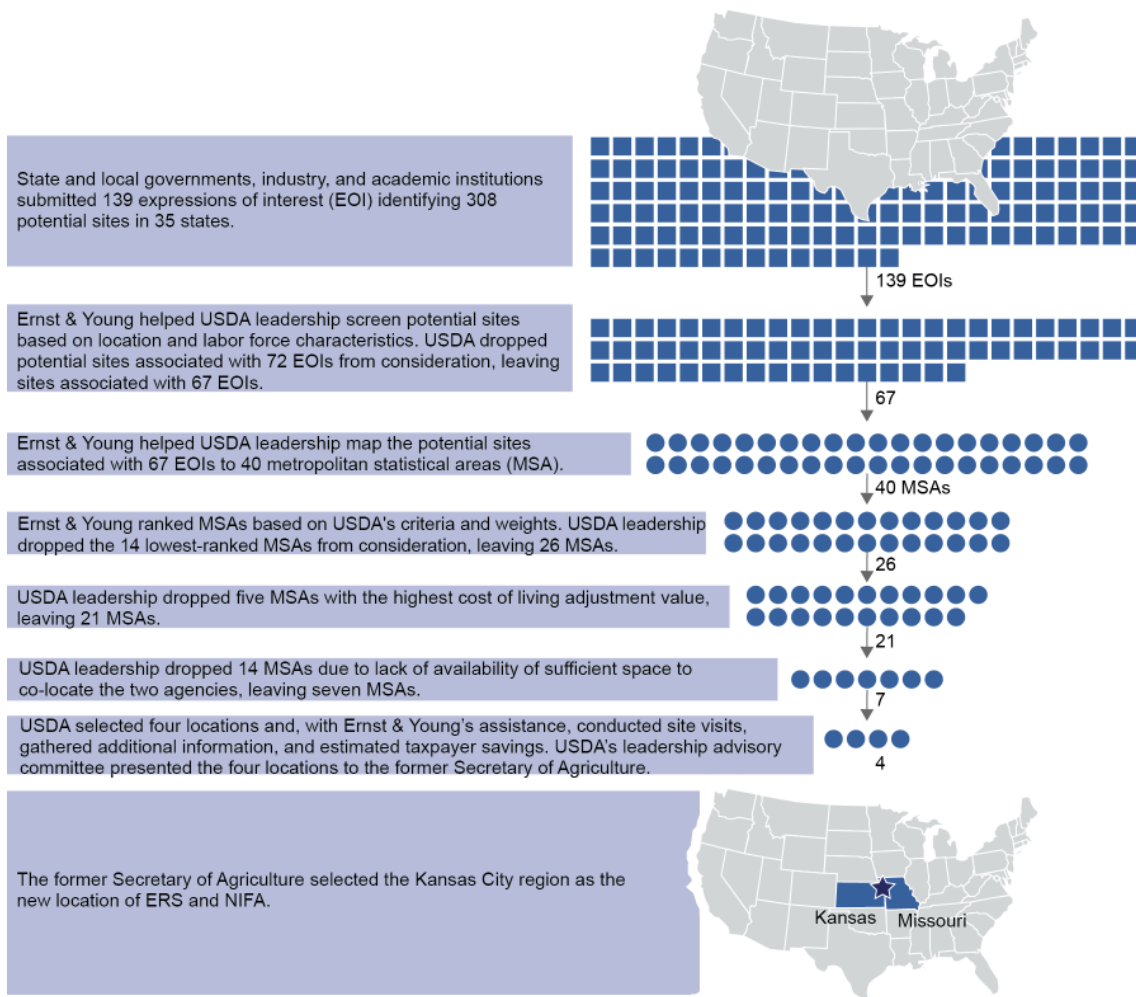 State and local governments, industry, and academic institutions
submitted 139 expressions of interest (EOI) identifying 308
potential sites in 35 states.
139 EOIs
Ernst & Young helped USDA leadership screen potential sites
based on location and labor force characteristics. USDA dropped
potential sites associated with 72 EOIs from consideration, leaving
sites associated with 67 EOIs.
67
Ernst & Young helped USDA leadership map the potential sites
associated with 67 EOIs to 40 metropolitan statistical areas (MSA).
40 MSAs
Ernst & Young ranked MSAs based on USDA's criteria and weights. USDA leadership
dropped the 14 lowest-ranked MSAs from consideration, leaving 26 MSAs.
26
USDA leadership dropped five MSAs with the highest cost of living adjustment value,
leaving 21 MSAs.
21
USDA leadership dropped 14 MSAs due to lack of availability of sufficient space to
co-locate the two agencies, leaving seven MSAs.
7
USDA selected four locations and, with Ernst & Young’s assistance, conducted site visits,
gathered additional information, and estimated taxpayer savings. USDA’s leadership advisory
committee presented the four locations to the former Secretary of Agriculture.
4
The former Secretary of Agriculture selected the Kansas City region as the
new location of ERS and NIFA.
Kansas
Missouri